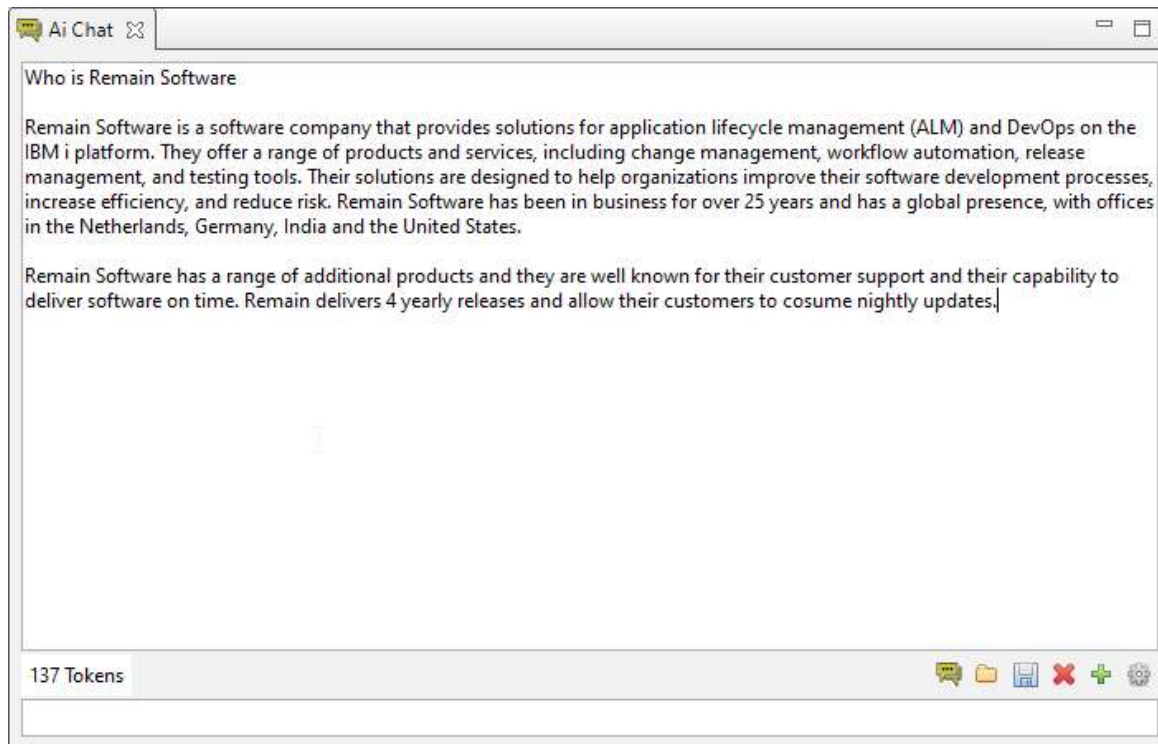 Ai Chat
Who is Remain Software
Remain Software is a software company that provides solutions for application lifecycle management (ALM) and DevOps on the
IBM i platform. They offer a range of products and services, including change management, workflow automation, release
management, and testing tools. Their solutions are designed to help organizations improve their software development processes,
increase efficiency, and reduce risk. Remain Software has been in business for over 25 years and has a global presence, with offices
in the Netherlands, Germany, India and the United States.
Remain Software has a range of additional products and they are well known for their customer support and their capability to
deliver software on time. Remain delivers 4 yearly releases and allow their customers to cosume nightly updates.
137 Tokens